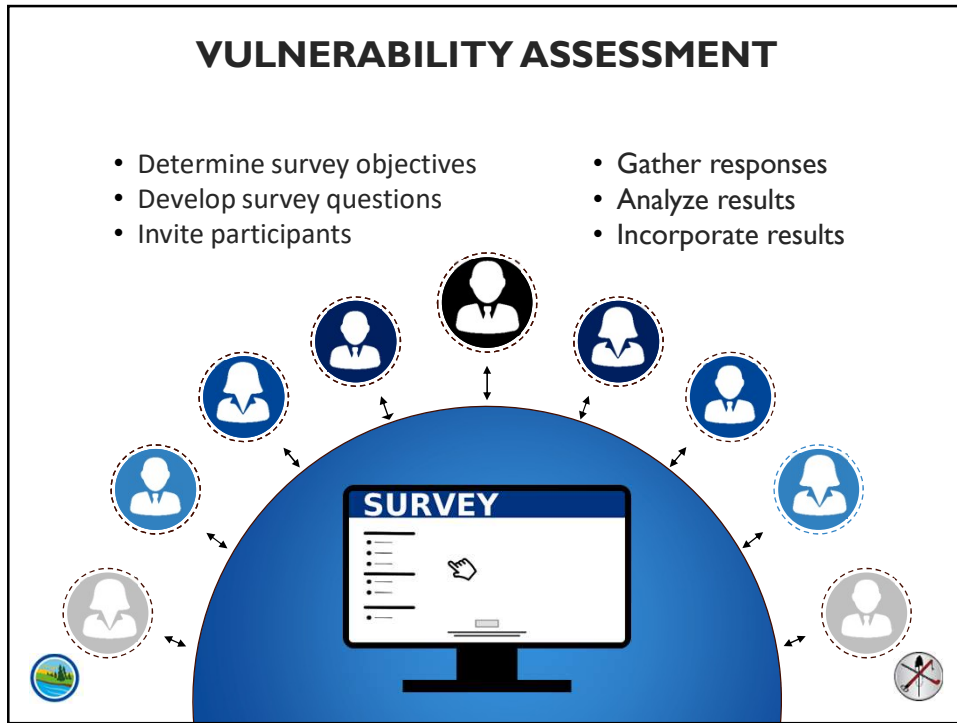 VULNERABILITY ASSESSMENT
• Determine survey objectives
• Develop survey questions
• Invite participants
• Gather responses
• Analyze results
• Incorporate results
SURVEY